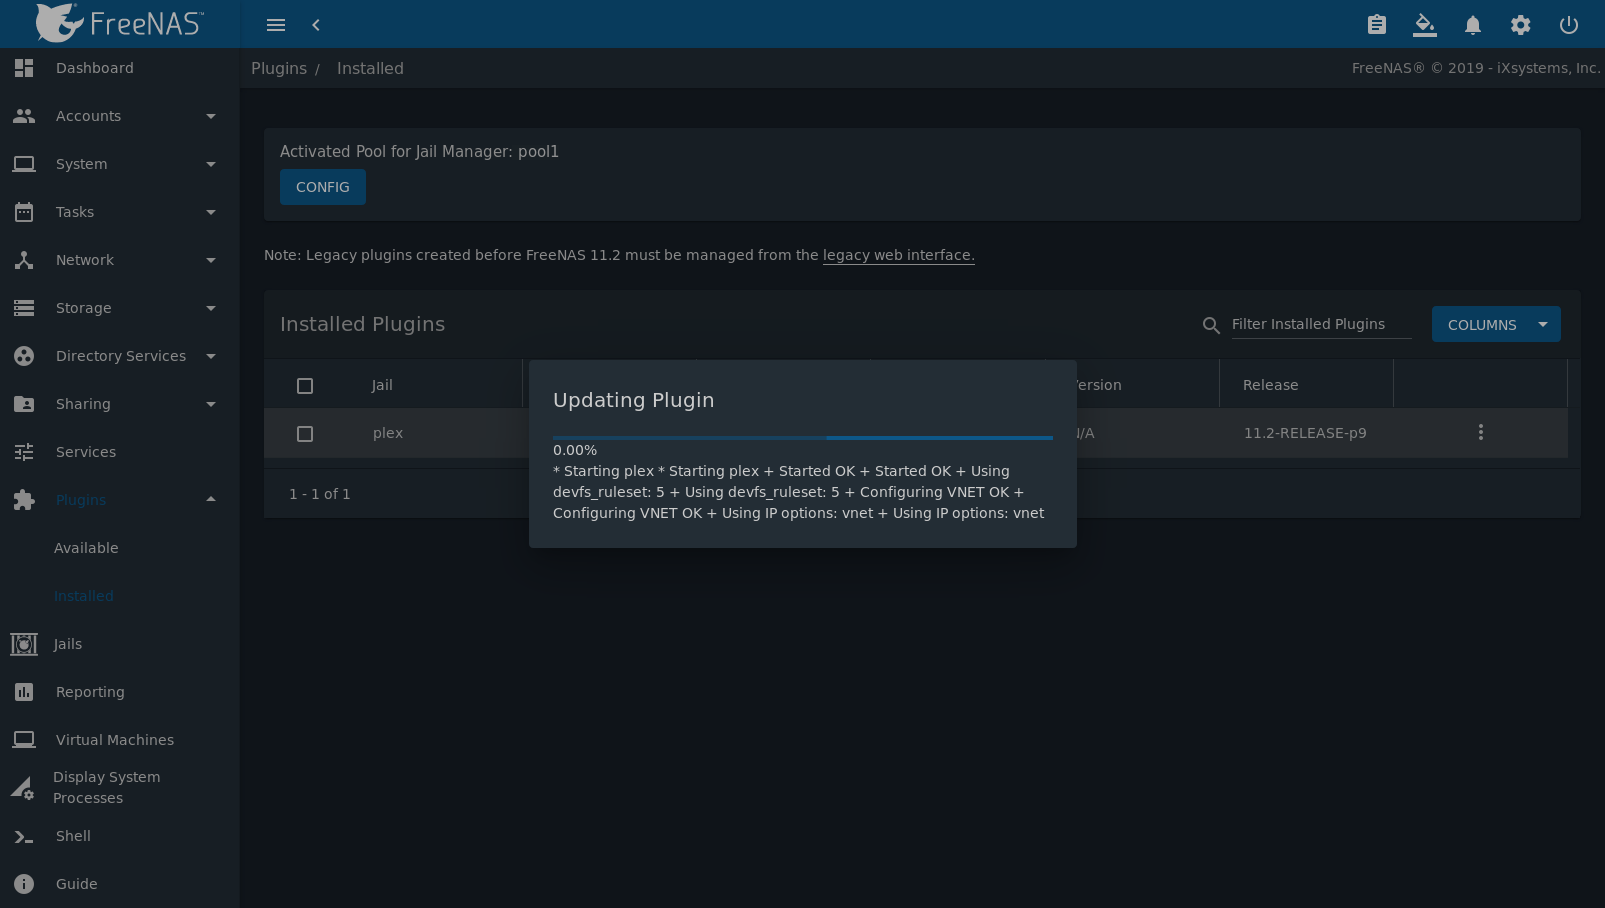 FreeNAS™
Plugins / Installed
FreeNAS® © 2019 - iXsystems, Inc.
Dashboard
Accounts
System
Tasks
Network
Storage
Directory Services
Sharing
Services
Plugins
Available
Installed
Jails
Reporting
Virtual Machines
Display System
Processes
Shell
Guide
Activated Pool for Jail Manager: pool1
CONFIG
Note: Legacy plugins created before FreeNAS 11.2 must be managed from the legacy web interface.
Installed Plugins
Filter Installed Plugins
COLUMNS
Jail
Release
plex
11.2-RELEASE-p9
1 - 1 of 1
Updating Plugin
0.00%
* Starting plex * Starting plex + Started OK + Started OK + Using
devfs_ruleset: 5 + Using devfs_ruleset: 5 + Configuring VNET OK +
Configuring VNET OK + Using IP options: vnet + Using IP options: vnet